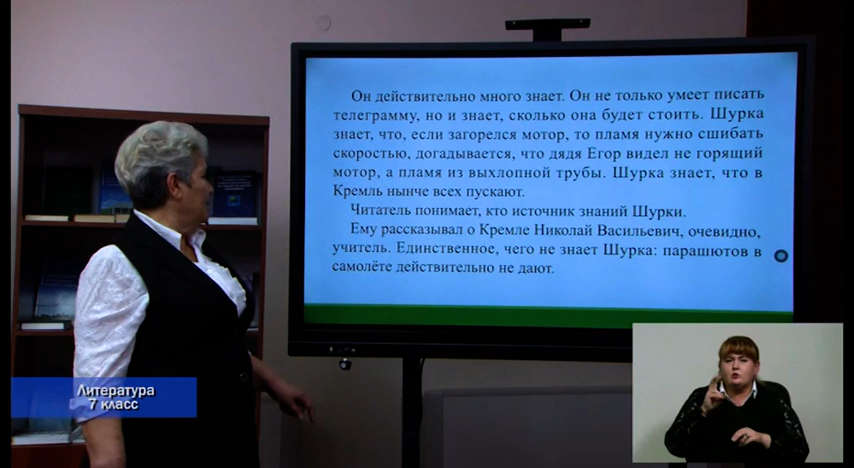 Он действительно много знает. Он не только умеет писать
телеграмму, но и знает, сколько она будет стоить. Шурка
знает, что, если загорелся мотор, то пламя нужно сшибать
скоростью, догадывается, что дядя Егор видел не горящий
мотор, а пламя из выхлопной трубы. Шурка знает, что в
Кремль нынче всех пускают.
Читатель понимает, кто источник знаний Шурки.
Ему рассказывал о Кремле Николай Васильевич, очевидно,
учитель. Единственное, чего не знает Шурка: парашютов в
самолёте действительно не дают.
Литература
7 класс